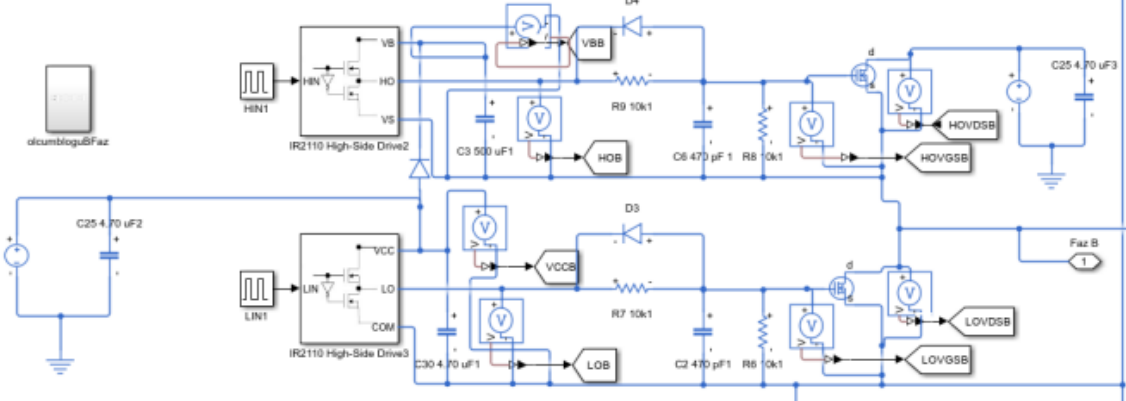 D4
VB
VBB
d
HIN
HO
C25 4.70 uF3
s
HIN1
R9 10k1
VS
HOVDSB
olcumbloguBFaz
IR2110 High-Side Drive2
C3 500 uF1
HOB
C6 470 pF 1
R8 10k1
HOVGSB
C25 4.70 uF2
D3
VCC
VCCB
Faz B
1
d
LIN
LO
s
LIN1
R7 10k1
LOVDSB
COM
IR2110 High-Side Drive3
C30 4.70 uF1
LOB
C2 470 pF1
R6 10k1
LOVGSB